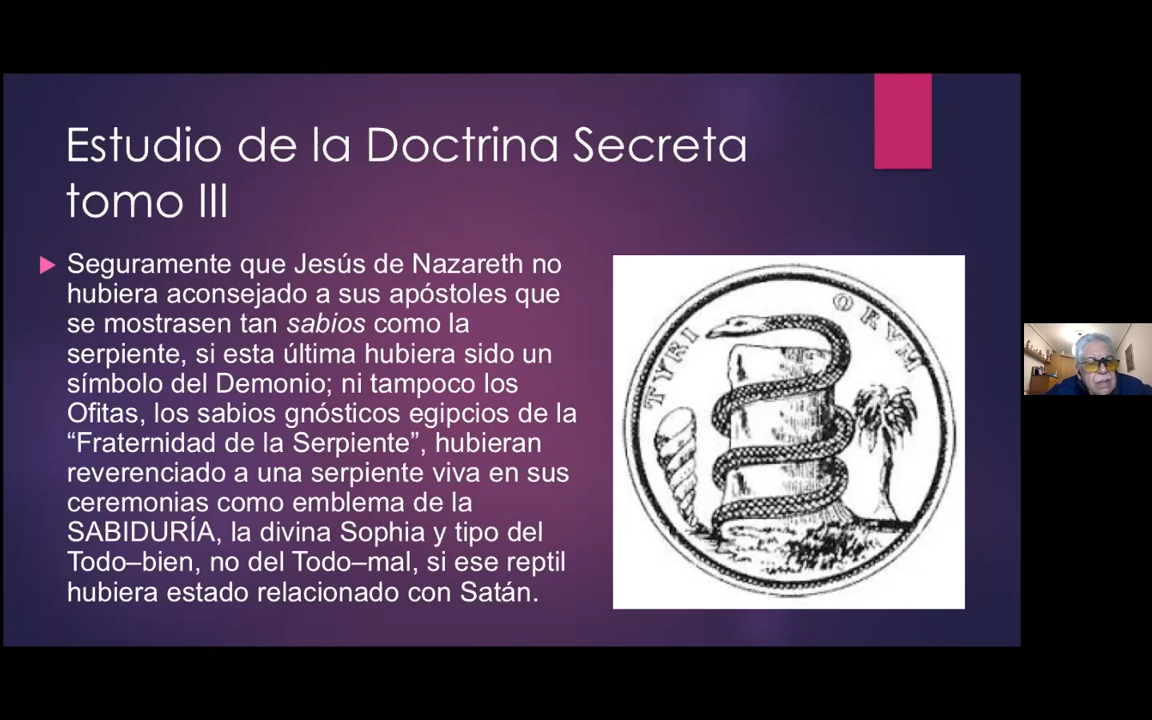 Estudio de la Doctrina Secreta
tomo III
Seguramente que Jesús de Nazareth no
hubiera aconsejado a sus apóstoles que
se mostrasen tan sabios como la
serpiente, si esta última hubiera sido un
símbolo del Demonio; ni tampoco los
Ofitas, los sabios gnósticos egipcios de la
“Fraternidad de la Serpiente”, hubieran
reverenciado a una serpiente viva en sus
ceremonias como emblema de la
SABIDURÍA, la divina Sophia y tipo del
Todo–bien, no del Todo–mal, si ese reptil
hubiera estado relacionado con Satán.
TYRI ORVM